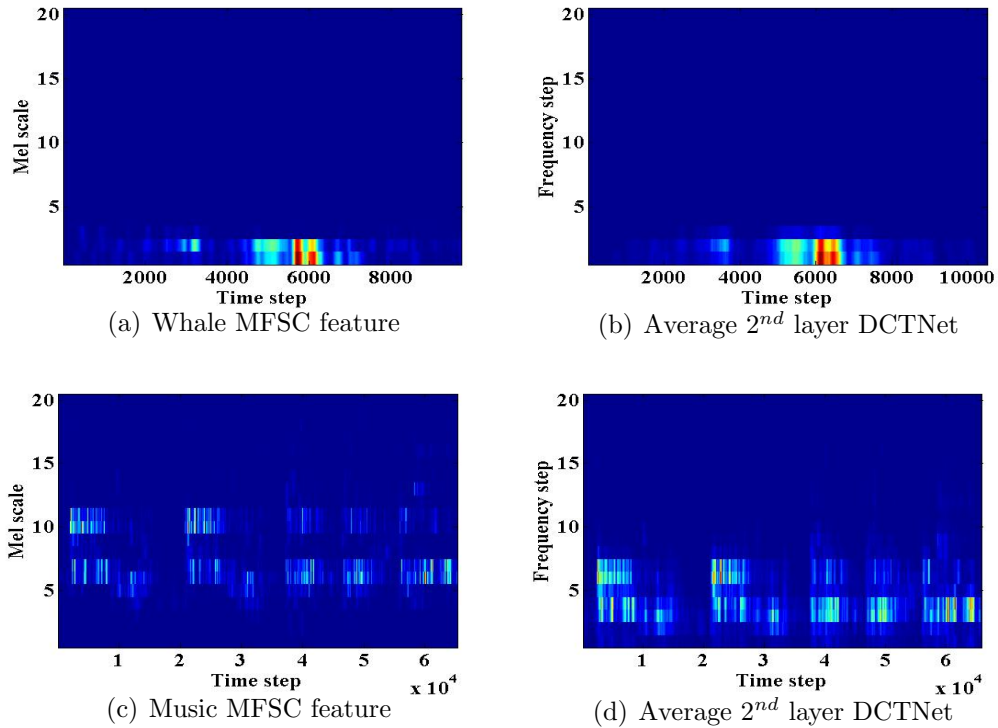 20
15
10
5
Mel scale
2000 4000 6000 8000
Time step
(a) Whale MFSC feature
20
15
10
5
Frequency step
2000 4000 6000 8000 10000
Time step
(b) Average 2nd layer DCTNet
20
15
10
5
Mel scale
1 2 3 4 5 6
Time step
x 10^4
(c) Music MFSC feature
20
15
10
5
Frequency step
1 2 3 4 5 6
Time step
x 10^4
(d) Average 2nd layer DCTNet